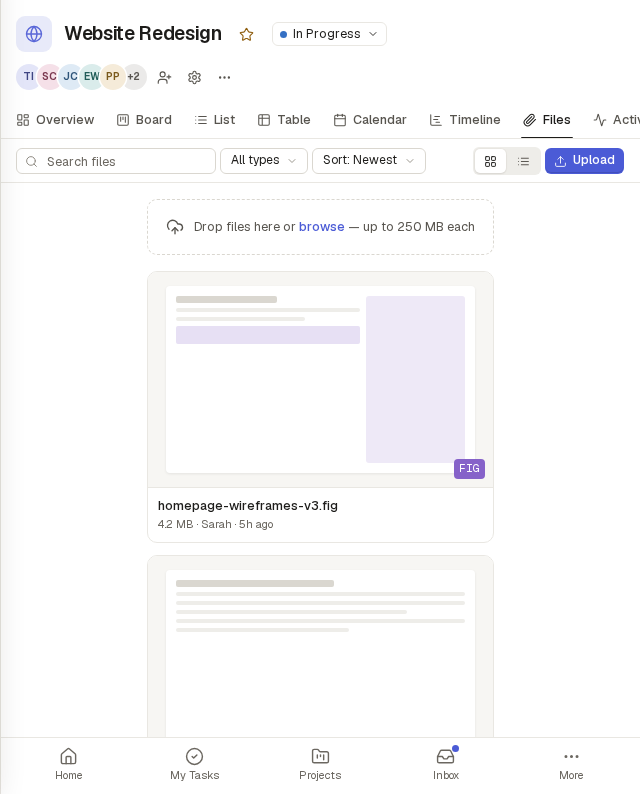 Website Redesign
In Progress
TI SC JC EW PP +2
Overview Board List Table Calendar Timeline Files Activ
Search files All types Sort: Newest Upload
Drop files here or browse — up to 250 MB each
FIG
homepage-wireframes-v3.fig
4.2 MB · Sarah · 5h ago
Home My Tasks Projects Inbox More